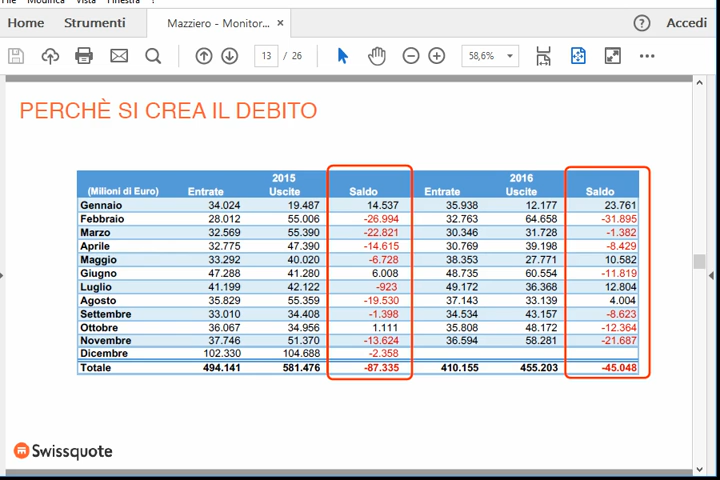 File Modifica Vista Finestra ?
Home Strumenti Mazziero - Monitor... × ? Accedi
13 / 26 58,6%
PERCHÈ SI CREA IL DEBITO
2015 2016
(Milioni di Euro) Entrate Uscite Saldo Entrate Uscite Saldo
Gennaio 34.024 19.487 14.537 35.938 12.177 23.761
Febbraio 28.012 55.006 -26.994 32.763 64.658 -31.895
Marzo 32.569 55.390 -22.821 30.346 31.728 -1.382
Aprile 32.775 47.390 -14.615 30.769 39.198 -8.429
Maggio 33.292 40.020 -6.728 38.353 27.771 10.582
Giugno 47.288 41.280 6.008 48.735 60.554 -11.819
Luglio 41.199 42.122 -923 49.172 36.368 12.804
Agosto 35.829 55.359 -19.530 37.143 33.139 4.004
Settembre 33.010 34.408 -1.398 34.534 43.157 -8.623
Ottobre 36.067 34.956 1.111 35.808 48.172 -12.364
Novembre 37.746 51.370 -13.624 36.594 58.281 -21.687
Dicembre 102.330 104.688 -2.358
Totale 494.141 581.476 -87.335 410.155 455.203 -45.048
Swissquote